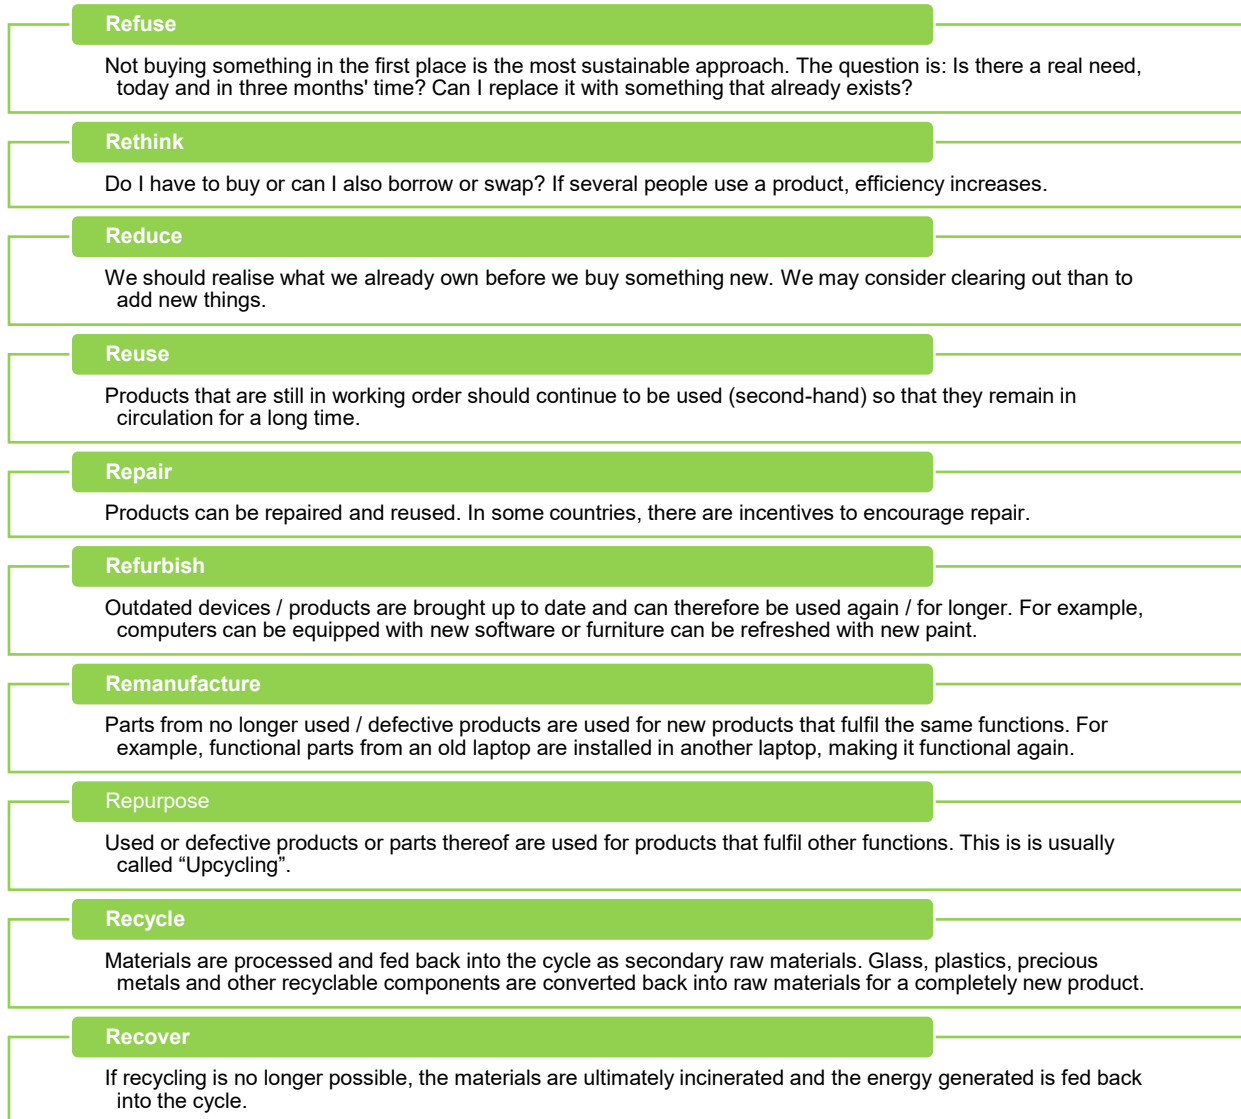 Refuse
Not buying something in the first place is the most sustainable approach. The question is: Is there a real need,
today and in three months' time? Can I replace it with something that already exists?
Rethink
Do I have to buy or can I also borrow or swap? If several people use a product, efficiency increases.
Reduce
We should realise what we already own before we buy something new. We may consider clearing out than to
add new things.
Reuse
Products that are still in working order should continue to be used (second-hand) so that they remain in
circulation for a long time.
Repair
Products can be repaired and reused. In some countries, there are incentives to encourage repair.
Refurbish
Outdated devices / products are brought up to date and can therefore be used again / for longer. For example,
computers can be equipped with new software or furniture can be refreshed with new paint.
Remanufacture
Parts from no longer used / defective products are used for new products that fulfil the same functions. For
example, functional parts from an old laptop are installed in another laptop, making it functional again.
Repurpose
Used or defective products or parts thereof are used for products that fulfil other functions. This is is usually
called “Upcycling”.
Recycle
Materials are processed and fed back into the cycle as secondary raw materials. Glass, plastics, precious
metals and other recyclable components are converted back into raw materials for a completely new product.
Recover
If recycling is no longer possible, the materials are ultimately incinerated and the energy generated is fed back
into the cycle.